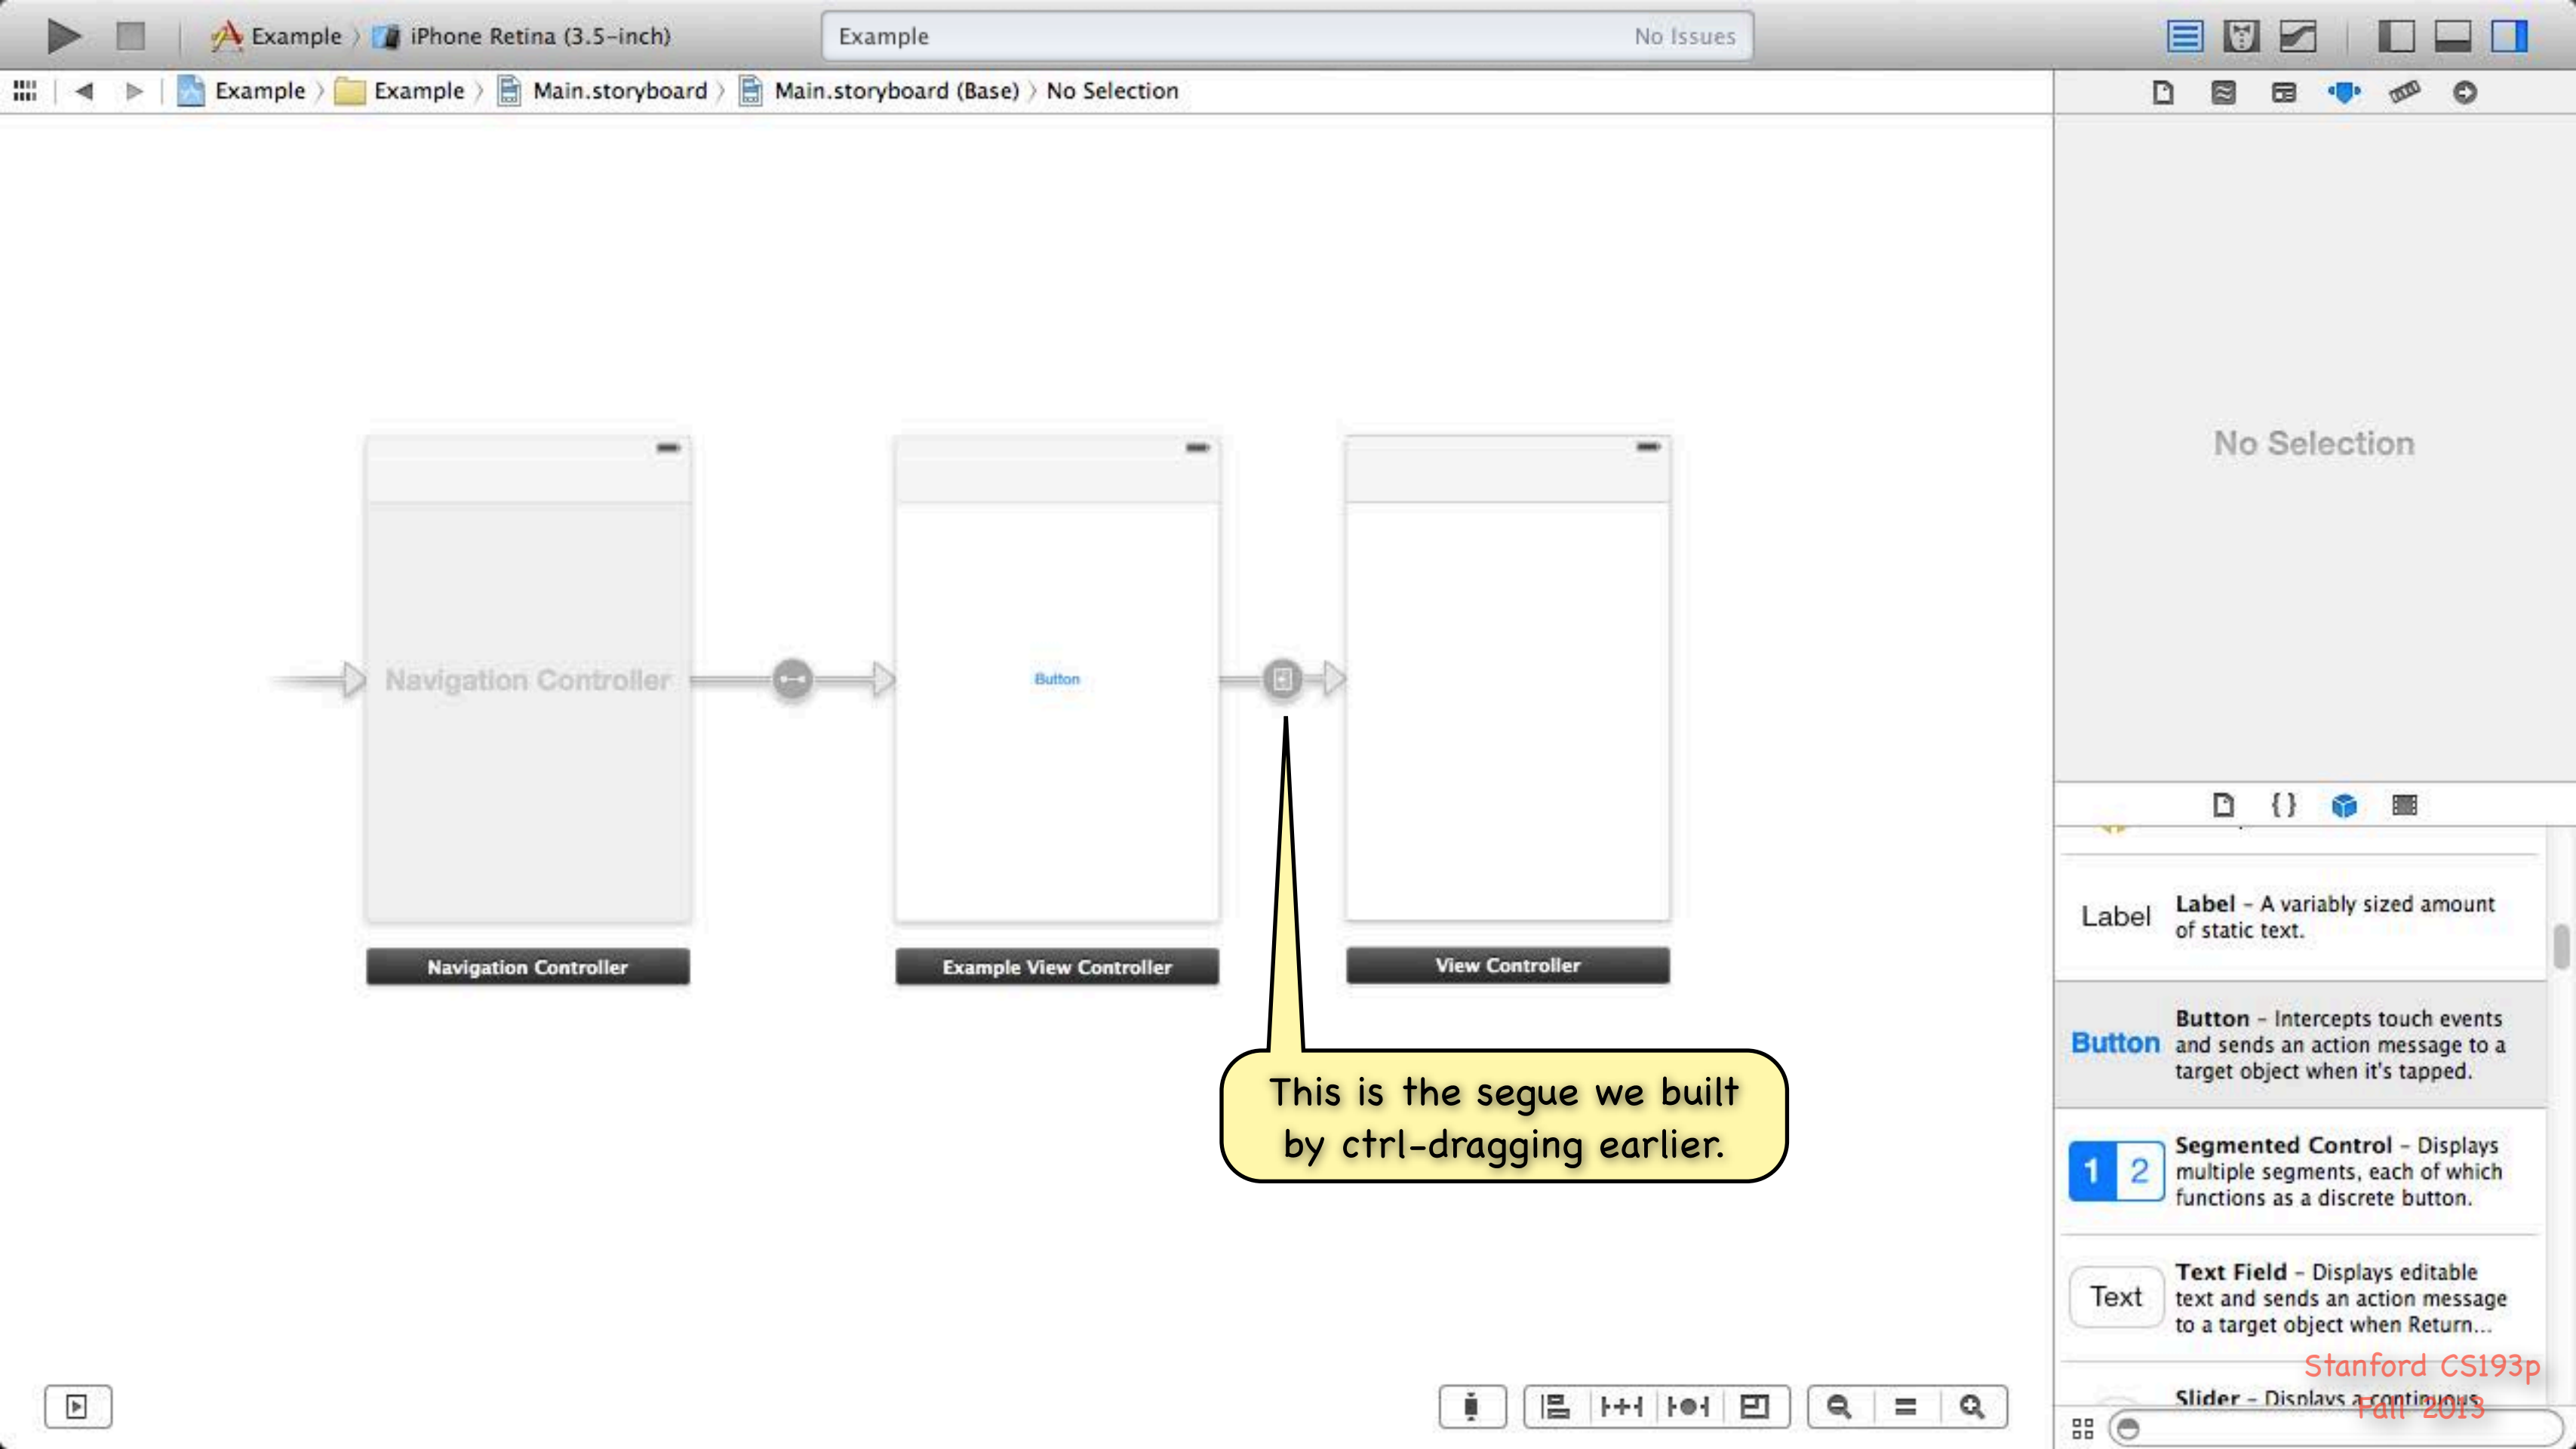 Example 〉 iPhone Retina (3.5-inch)
Example
No Issues
Example 〉 Example 〉 Main.storyboard 〉 Main.storyboard (Base) 〉 No Selection
No Selection
Navigation Controller
Button
Navigation Controller
Example View Controller
View Controller
This is the segue we built
by ctrl-dragging earlier.
{ }
Label
Label - A variably sized amount
of static text.
Button
Button - Intercepts touch events
and sends an action message to a
target object when it's tapped.
1 2
Segmented Control - Displays
multiple segments, each of which
functions as a discrete button.
Text
Text Field - Displays editable
text and sends an action message
to a target object when Return...
Slider - Displays a continuous
Stanford CS193p
Fall 2013